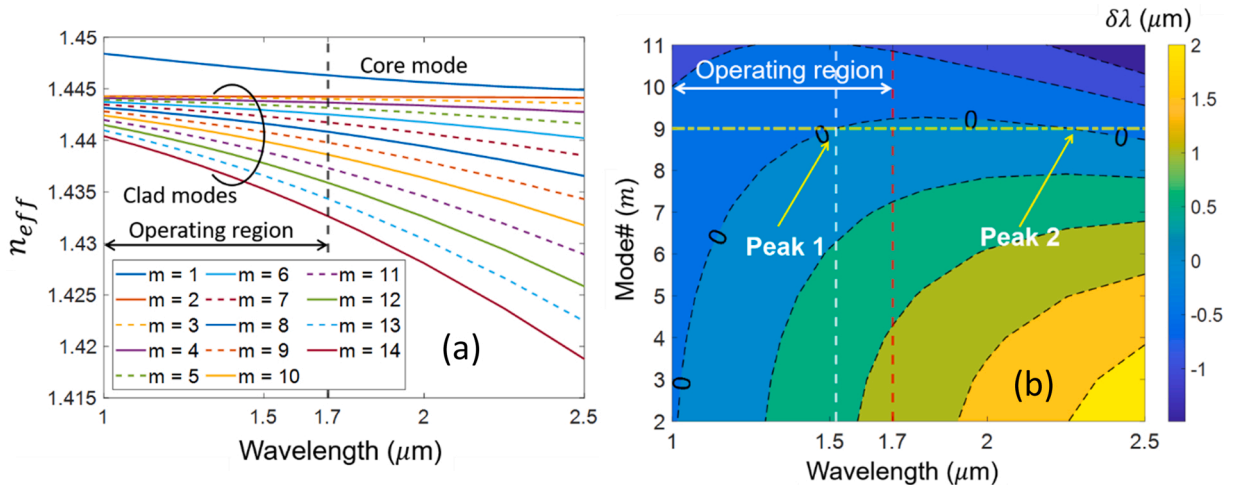 1.45
1.445
1.44
1.435
1.43
1.425
1.42
1.415
n_eff
Core mode
Clad modes
Operating region
m = 1
m = 2
m = 3
m = 4
m = 5
m = 6
m = 7
m = 8
m = 9
m = 10
m = 11
m = 12
m = 13
m = 14
(a)
1 1.5 1.7 2 2.5
Wavelength (μm)
δλ (μm)
11
10
9
8
7
6
5
4
3
2
Mode# (m)
Operating region
0
0
0
0
0
Peak 1
Peak 2
(b)
1 1.5 1.7 2 2.5
Wavelength (μm)
2
1.5
1
0.5
0
-0.5
-1